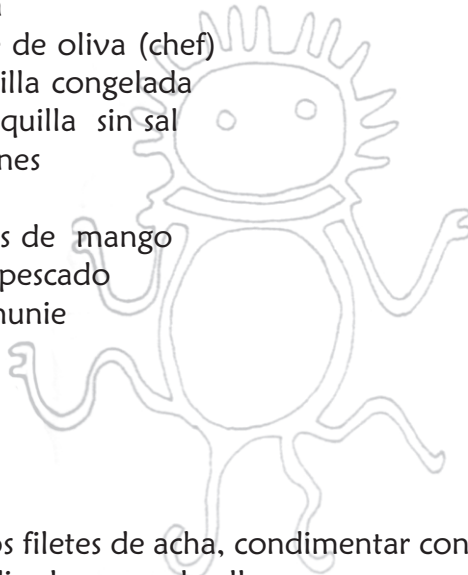 de oliva (chef)
illa congelada
quilla sin sal
nes
s de mango
pescado
nunie
os filetes de acha, condimentar con